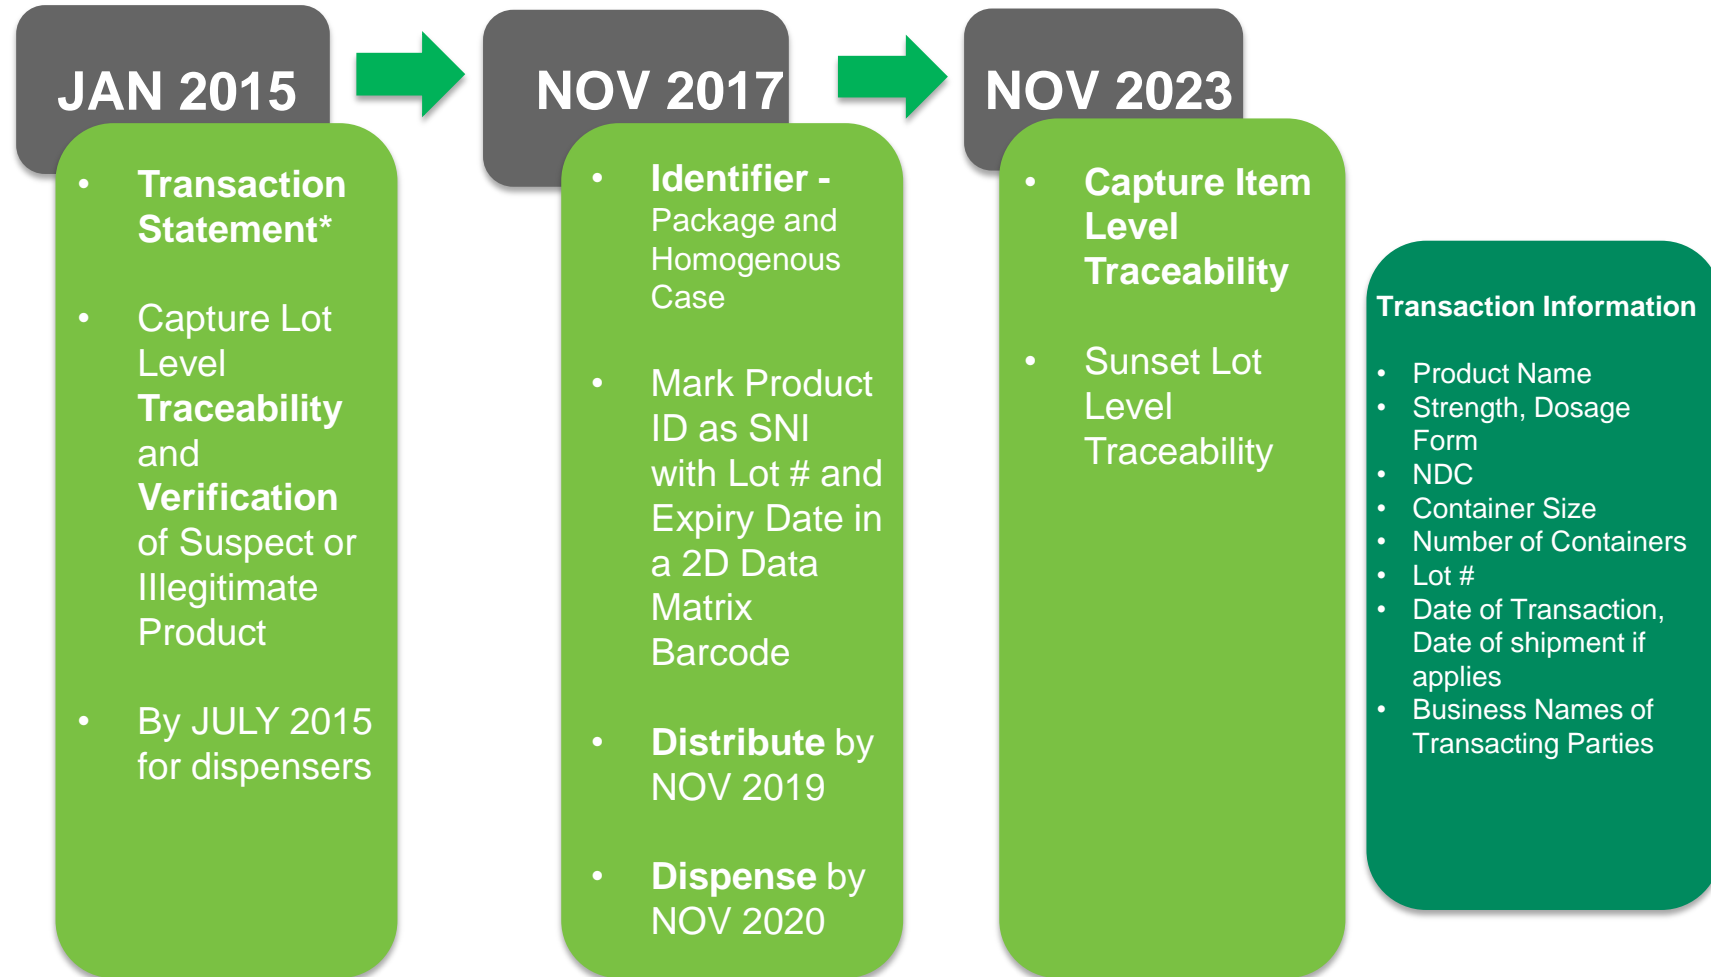 JAN 2015
• Transaction
Statement*
• Capture Lot
Level
Traceability
and
Verification
of Suspect or
Illegitimate
Product
• By JULY 2015
for dispensers
NOV 2017
• Identifier -
Package and
Homogenous
Case
• Mark Product
ID as SNI
with Lot # and
Expiry Date in
a 2D Data
Matrix
Barcode
• Distribute by
NOV 2019
• Dispense by
NOV 2020
NOV 2023
• Capture Item
Level
Traceability
• Sunset Lot
Level
Traceability
Transaction Information
• Product Name
• Strength, Dosage
Form
• NDC
• Container Size
• Number of Containers
• Lot #
• Date of Transaction,
Date of shipment if
applies
• Business Names of
Transacting Parties